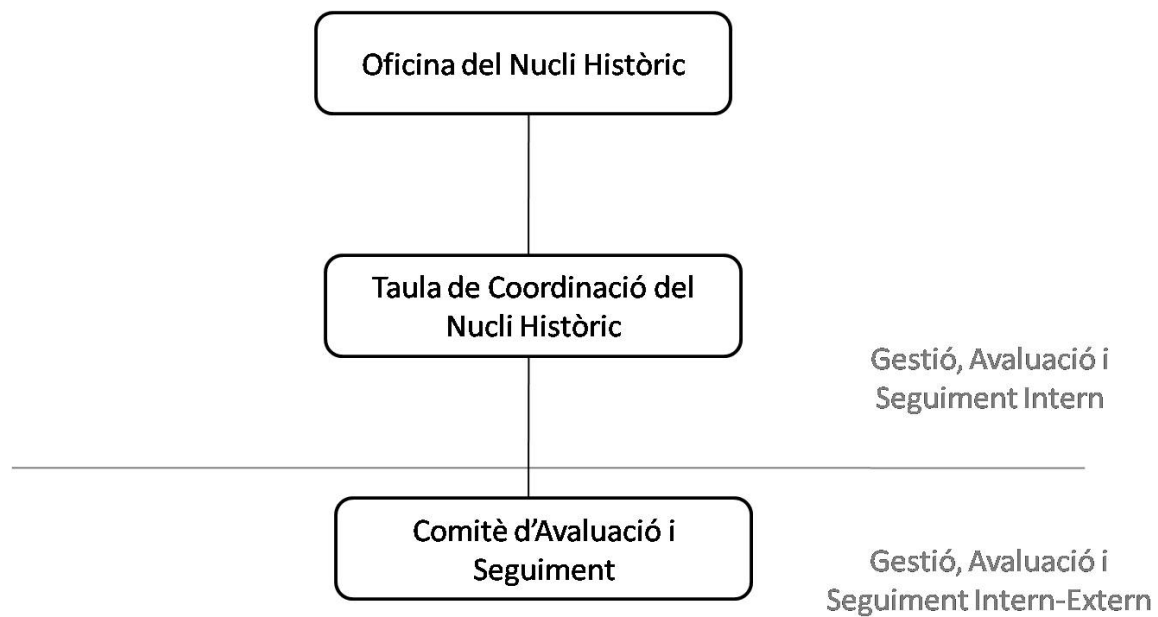 Oficina del Nucli Històric
Taula de Coordinació del
Nucli Històric
Gestió, Avaluació i
Seguiment Intern
Comitè d’Avaluació i
Seguiment
Gestió, Avaluació i
Seguiment Intern-Extern